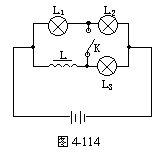 L₁ L₂
K
L L₃
图4-114